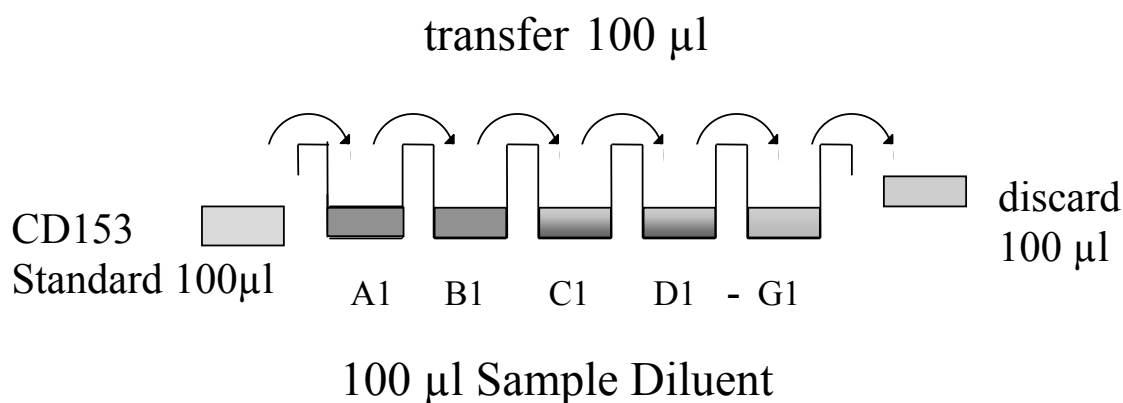 transfer 100 µl
CD153
Standard 100µl
discard
100 µl
A1 B1 C1 D1 - G1
100 µl Sample Diluent